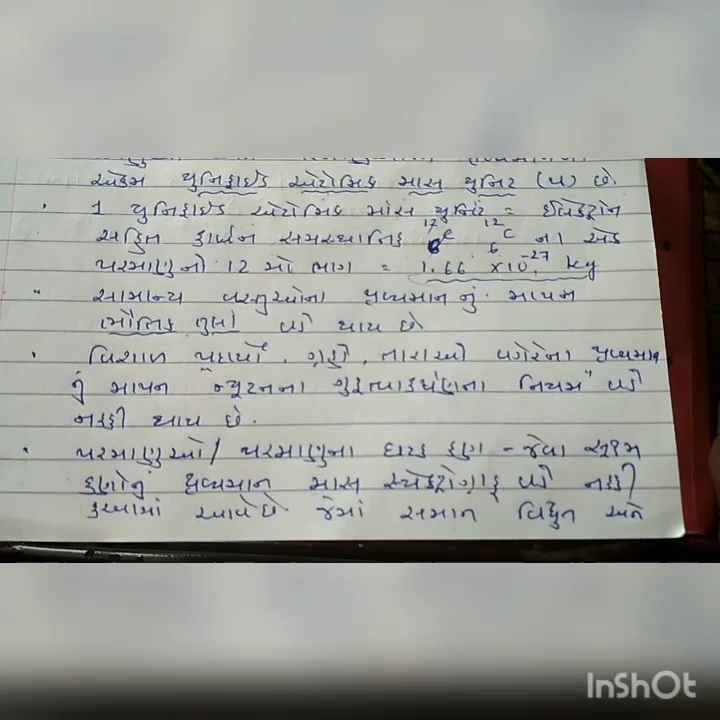 એકમ યુનિફાઈડ એટોમિક માસ યુનિટ (u) છે.
1 યુનિફાઈડ એટોમિક માસ યુનિટ = ઈલેક્ટ્રોન
સહિત કાર્બન સમસ્થાનિક ¹²₆C ¹²₆C ના એક
પરમાણુનો 12 મો ભાગ = 1.66 × 10⁻²⁷ kg
સામાન્ય વસ્તુઓના દ્રવ્યમાન નું માપન
ભૌતિક તુલા વડે થાય છે
વિશાળ પદાર્થો, ગ્રહો, તારાઓ વગેરેના દ્રવ્યમાન
નું માપન "ન્યૂટનના ગુરુત્વાકર્ષણના નિયમ" વડે
નક્કી થાય છે.
પરમાણુઓ/પરમાણુના ઘટક કણ - જેવા સૂક્ષ્મ
કણોનું દ્રવ્યમાન માસ સ્પેક્ટ્રોગ્રાફ વડે નક્કી
કરવામાં આવે છે જેમાં સમાન વિદ્યુત અને
InShOt